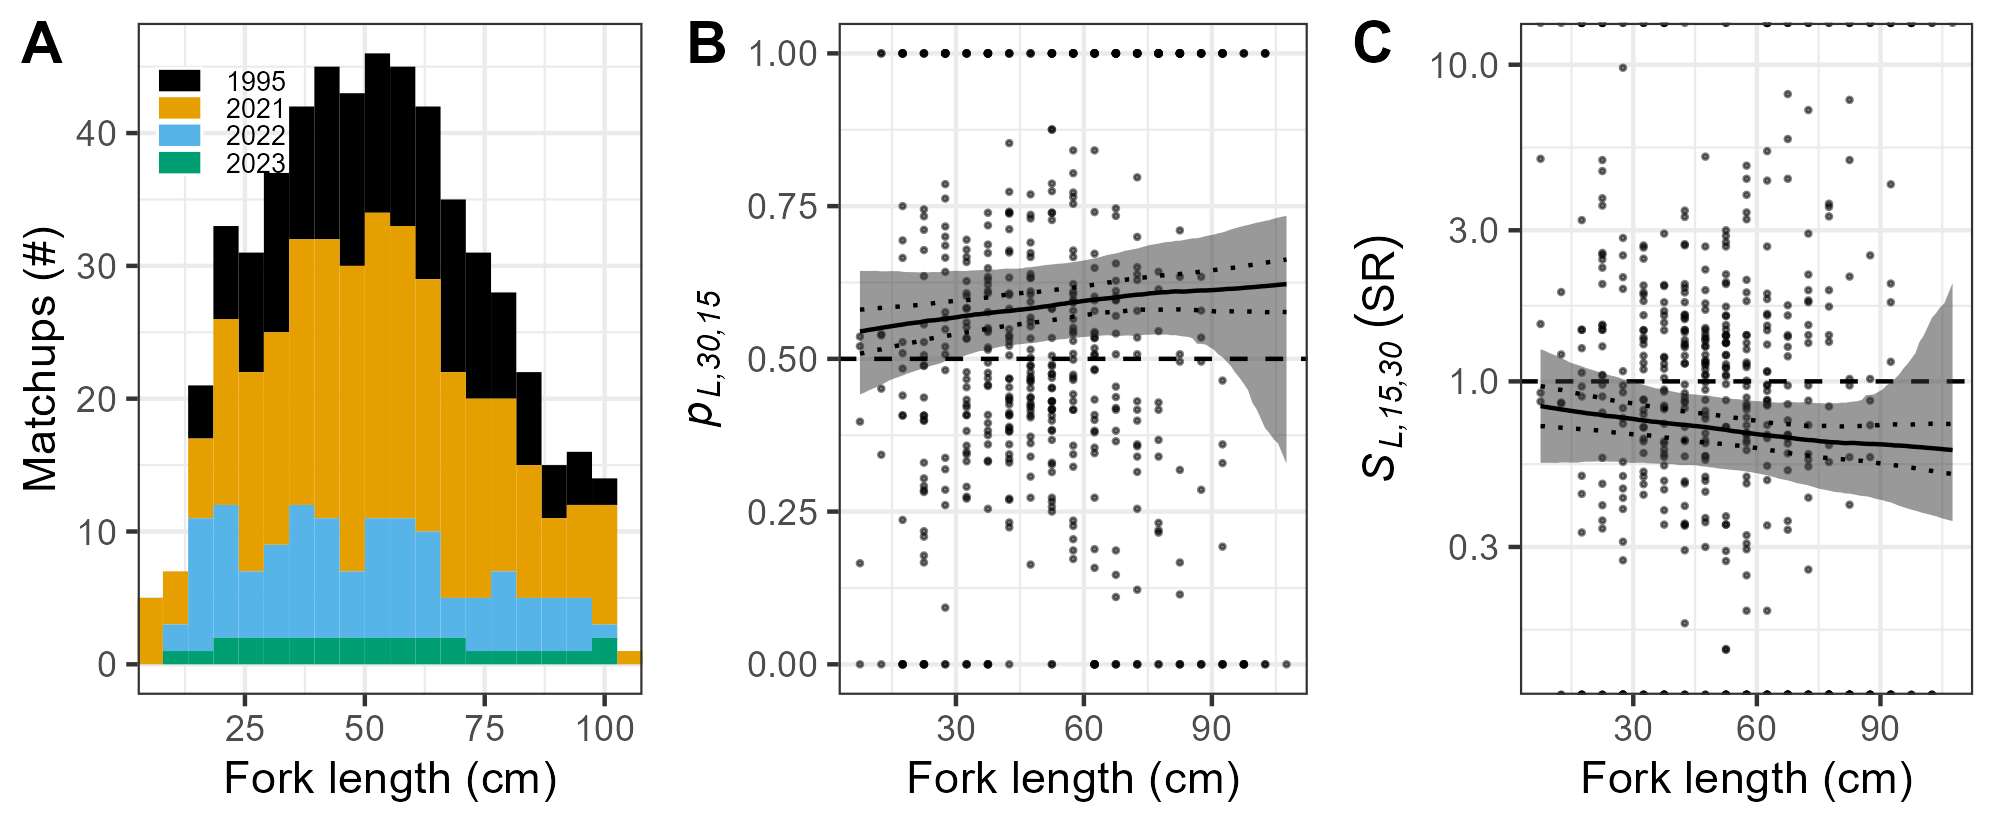 A
Matchups (#)
40
30
20
10
0
1995
2021
2022
2023
25 50 75 100
Fork length (cm)
B
pL,30,15
1.00
0.75
0.50
0.25
0.00
30 60 90
Fork length (cm)
C
SL,15,30 (SR)
10.0
3.0
1.0
0.3
30 60 90
Fork length (cm)